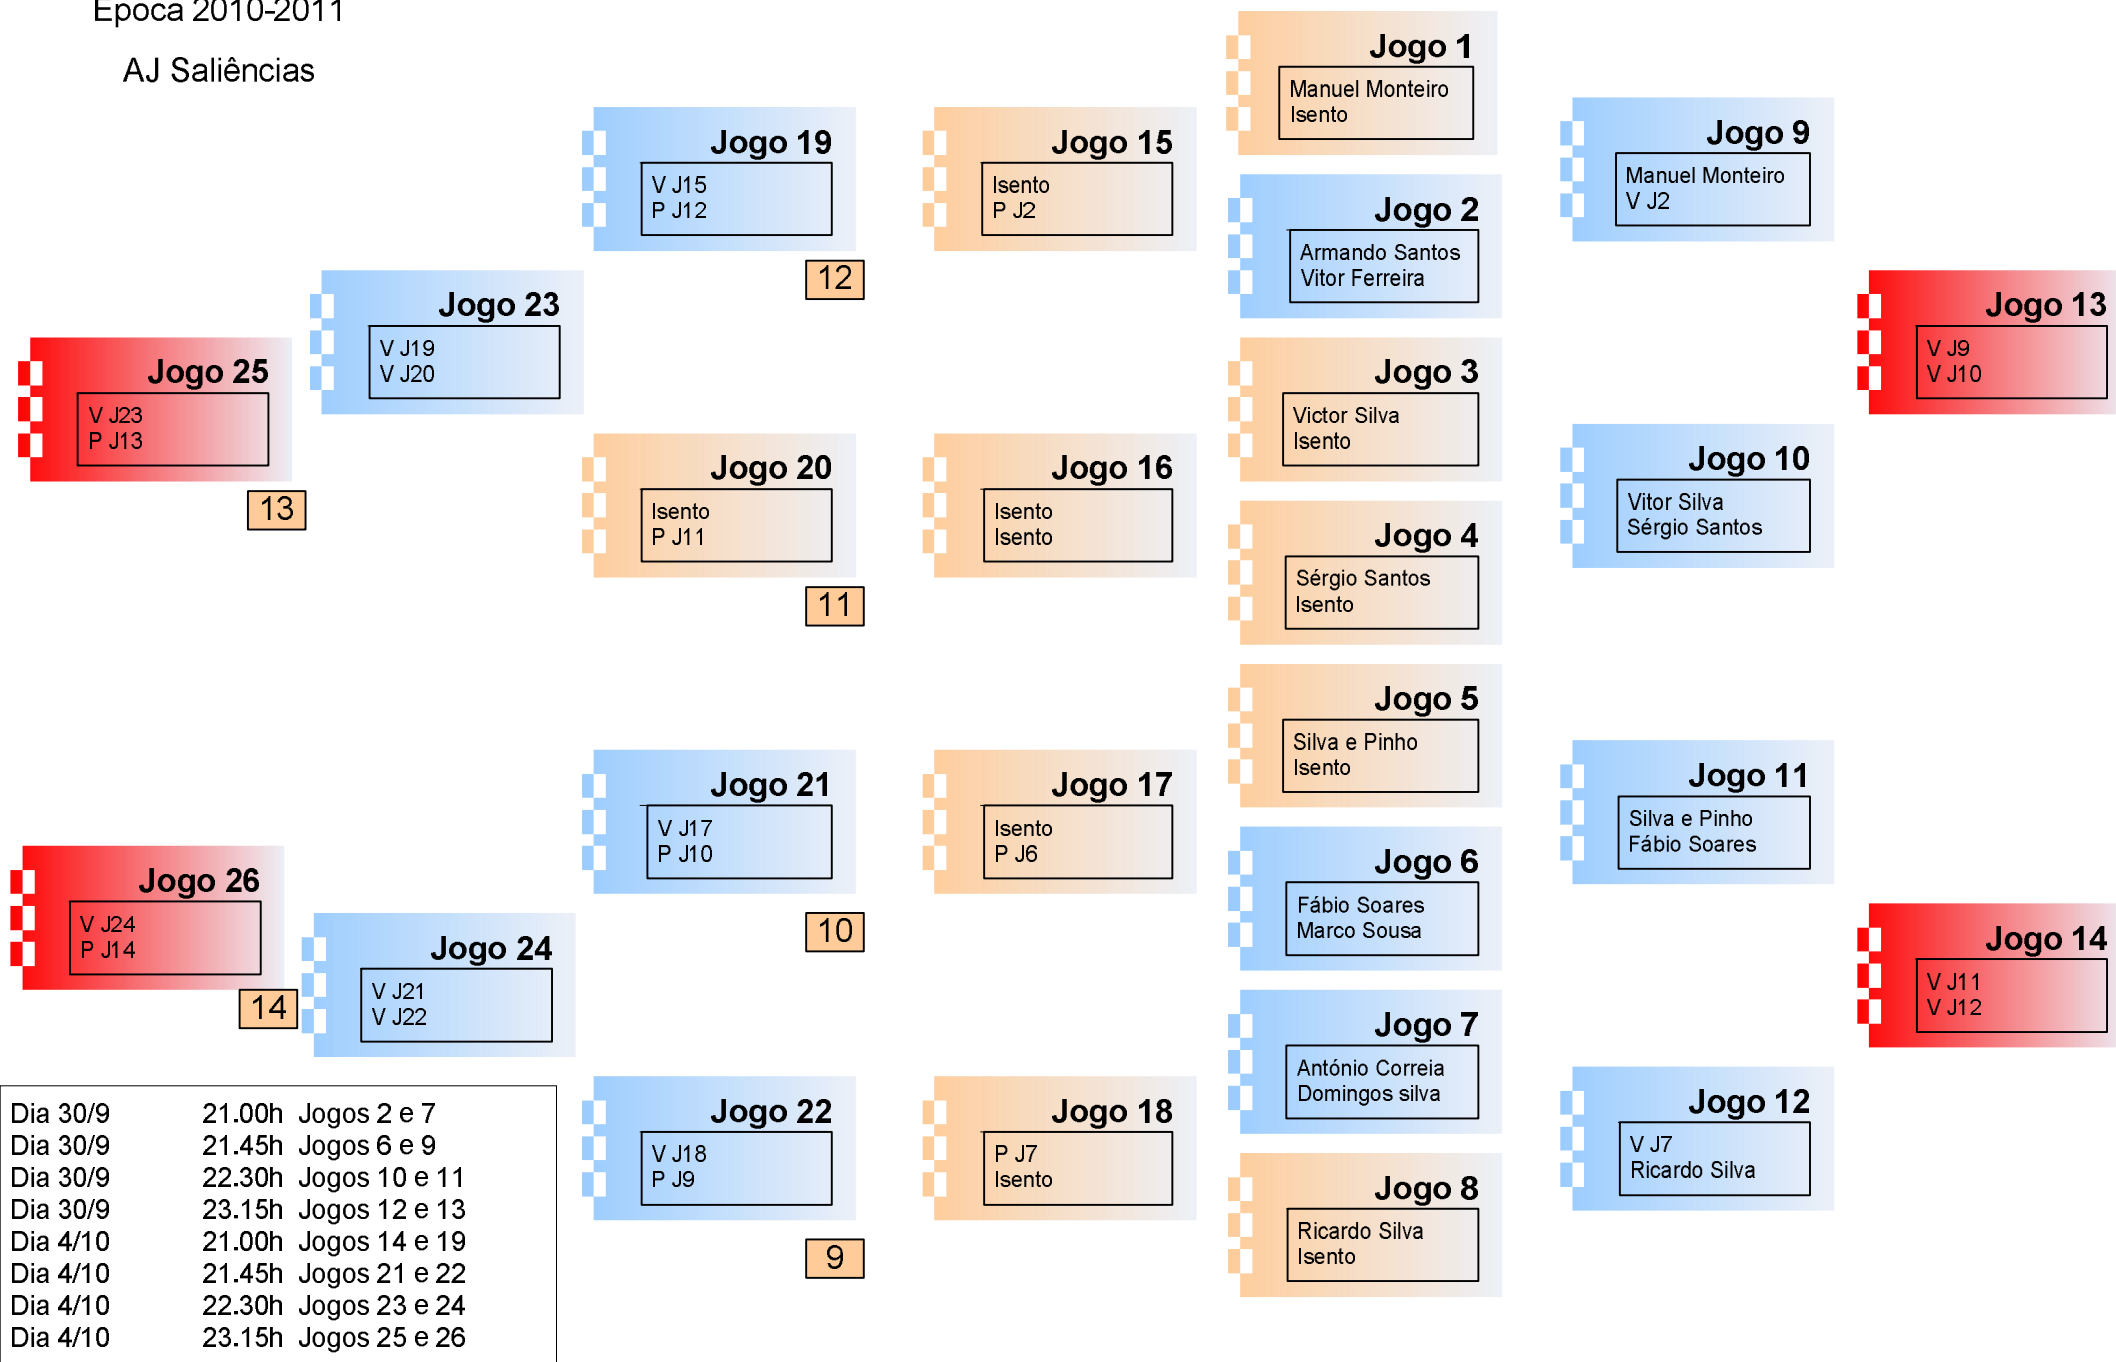 Epoca 2010-2011
AJ Saliências
Jogo 25
V J23
P J13
13
Jogo 26
V J24
P J14
14
Jogo 23
V J19
V J20
Jogo 24
V J21
V J22
Jogo 19
V J15
P J12
12
Jogo 20
Isento
P J11
11
Jogo 21
V J17
P J10
10
Jogo 22
V J18
P J9
9
Jogo 15
Isento
P J2
Jogo 16
Isento
Isento
Jogo 17
Isento
P J6
Jogo 18
P J7
Isento
Jogo 1
Manuel Monteiro
Isento
Jogo 2
Armando Santos
Vitor Ferreira
Jogo 3
Victor Silva
Isento
Jogo 4
Sérgio Santos
Isento
Jogo 5
Silva e Pinho
Isento
Jogo 6
Fábio Soares
Marco Sousa
Jogo 7
António Correia
Domingos silva
Jogo 8
Ricardo Silva
Isento
Jogo 9
Manuel Monteiro
V J2
Jogo 10
Vitor Silva
Sérgio Santos
Jogo 11
Silva e Pinho
Fábio Soares
Jogo 12
V J7
Ricardo Silva
Jogo 13
V J9
V J10
Jogo 14
V J11
V J12
Dia 30/9 21.00h Jogos 2 e 7
Dia 30/9 21.45h Jogos 6 e 9
Dia 30/9 22.30h Jogos 10 e 11
Dia 30/9 23.15h Jogos 12 e 13
Dia 4/10 21.00h Jogos 14 e 19
Dia 4/10 21.45h Jogos 21 e 22
Dia 4/10 22.30h Jogos 23 e 24
Dia 4/10 23.15h Jogos 25 e 26